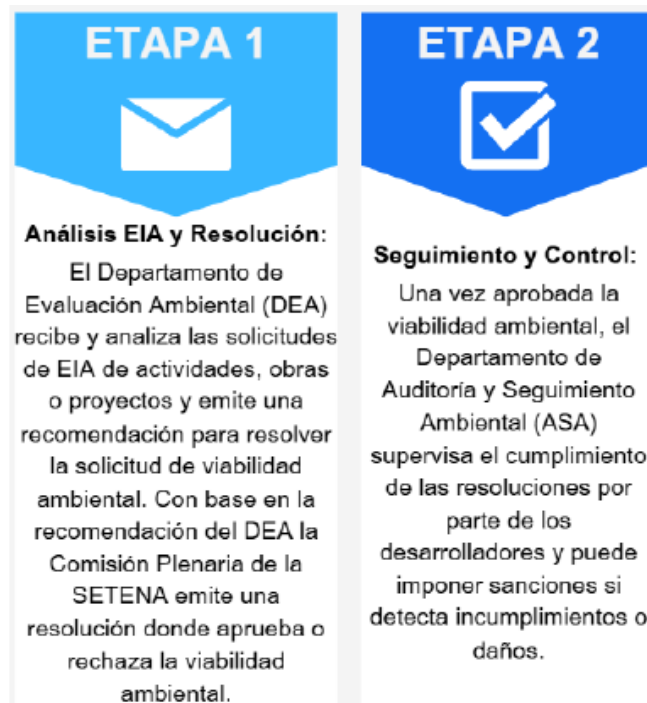 ETAPA 1
Análisis EIA y Resolución:
El Departamento de
Evaluación Ambiental (DEA)
recibe y analiza las solicitudes
de EIA de actividades, obras
o proyectos y emite una
recomendación para resolver
la solicitud de viabilidad
ambiental. Con base en la
recomendación del DEA la
Comisión Plenaria de la
SETENA emite una
resolución donde aprueba o
rechaza la viabilidad
ambiental.
ETAPA 2
Seguimiento y Control:
Una vez aprobada la
viabilidad ambiental, el
Departamento de
Auditoría y Seguimiento
Ambiental (ASA)
supervisa el cumplimiento
de las resoluciones por
parte de los
desarrolladores y puede
imponer sanciones si
detecta incumplimientos o
daños.